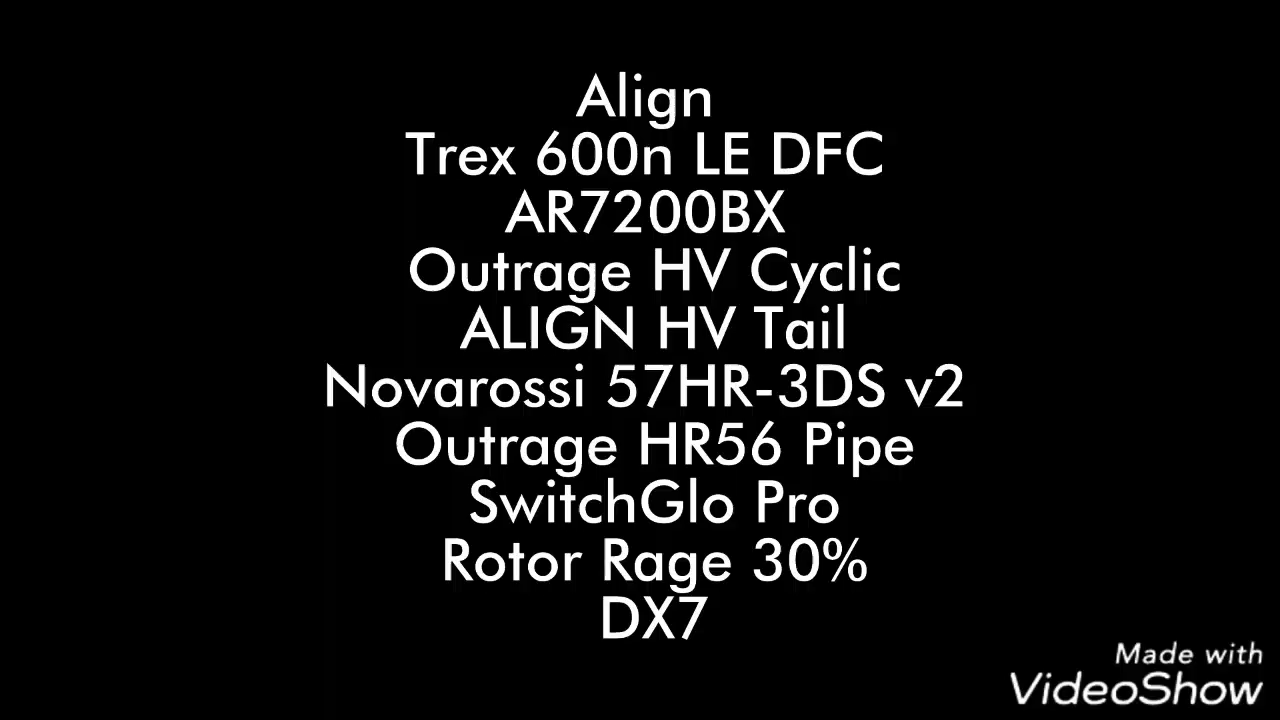 Align
Trex 600n LE DFC
AR7200BX
Outrage HV Cyclic
ALIGN HV Tail
Novarossi 57HR-3DS v2
Outrage HR56 Pipe
SwitchGlo Pro
Rotor Rage 30%
DX7
Made with
VideoShow